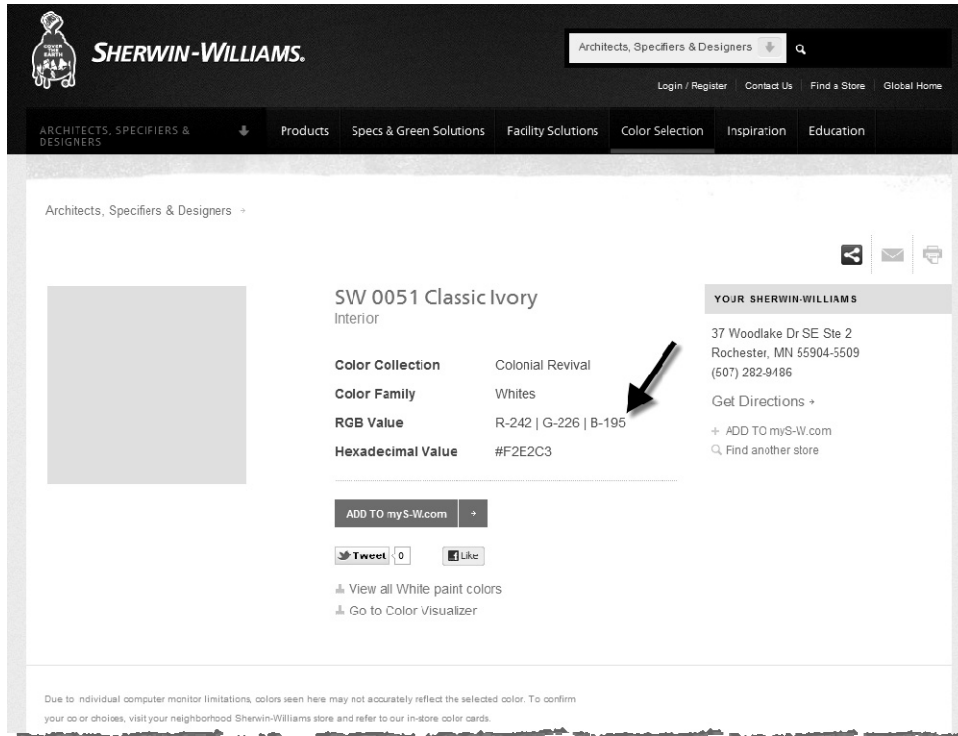 COVER THE EARTH
SHERWIN-WILLIAMS.
Architects, Specifiers & Designers
Login / Register Contact Us Find a Store Global Home
ARCHITECTS, SPECIFIERS &
DESIGNERS
Products Specs & Green Solutions Facility Solutions Color Selection Inspiration Education
Architects, Specifiers & Designers
SW 0051 Classic Ivory
Interior
Color Collection Colonial Revival
Color Family Whites
RGB Value R-242 | G-226 | B-195
Hexadecimal Value #F2E2C3
ADD TO myS-W.com
Tweet 0 Like
View all White paint colors
Go to Color Visualizer
YOUR SHERWIN-WILLIAMS
37 Woodlake Dr SE Ste 2
Rochester, MN 55904-5509
(507) 282-9486
Get Directions
ADD TO myS-W.com
Find another store
Due to individual computer monitor limitations, colors seen here may not accurately reflect the selected color. To confirm
your color choices, visit your neighborhood Sherwin-Williams store and refer to our in-store color cards.